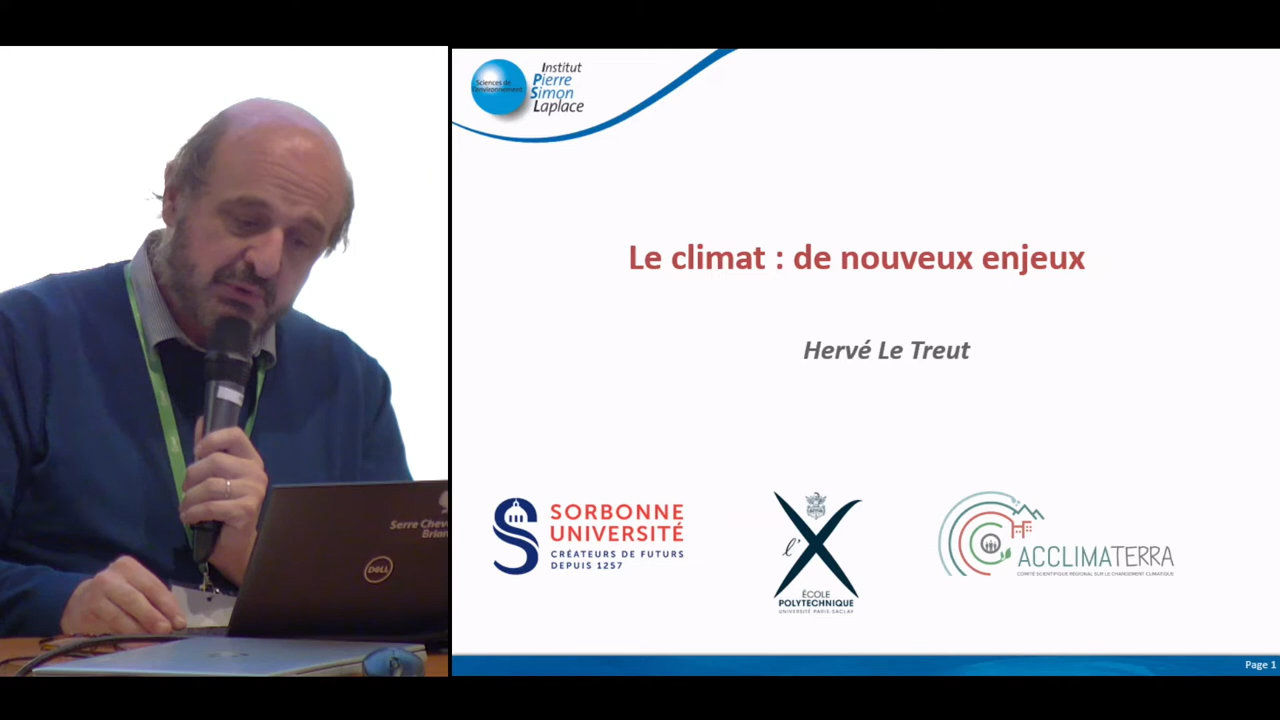 Institut
Pierre
Simon
Laplace
Sciences de
l'environnement
Le climat : de nouveux enjeux
Hervé Le Treut
SORBONNE
UNIVERSITÉ
CRÉATEURS DE FUTURS
DEPUIS 1257
l'X
ÉCOLE
POLYTECHNIQUE
UNIVERSITÉ PARIS-SACLAY
ACCLIMATERRA
COMITÉ SCIENTIFIQUE RÉGIONAL SUR LE CHANGEMENT CLIMATIQUE
Serre Chev
Brian
DELL
Page 1